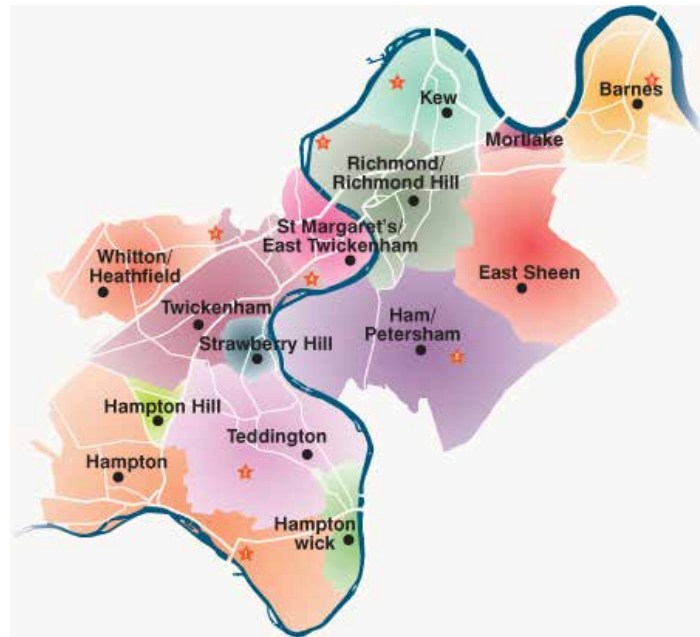 Kew
Barnes
Mortlake
Richmond/
Richmond Hill
St Margaret's/
East Twickenham
Whitton/
Heathfield
East Sheen
Twickenham
Ham/
Petersham
Strawberry Hill
Hampton Hill
Teddington
Hampton
Hampton
wick